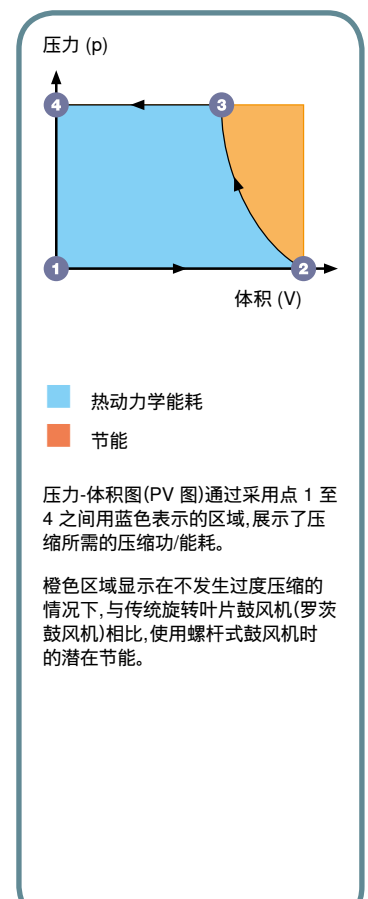 压力 (p)
4
3
1
2
体积 (V)
热动力学能耗
节能
压力-体积图(PV 图)通过采用点 1 至
4 之间用蓝色表示的区域,展示了压
缩所需的压缩功/能耗。
橙色区域显示在不发生过度压缩的
情况下,与传统旋转叶片鼓风机(罗茨
鼓风机)相比,使用螺杆式鼓风机时
的潜在节能。